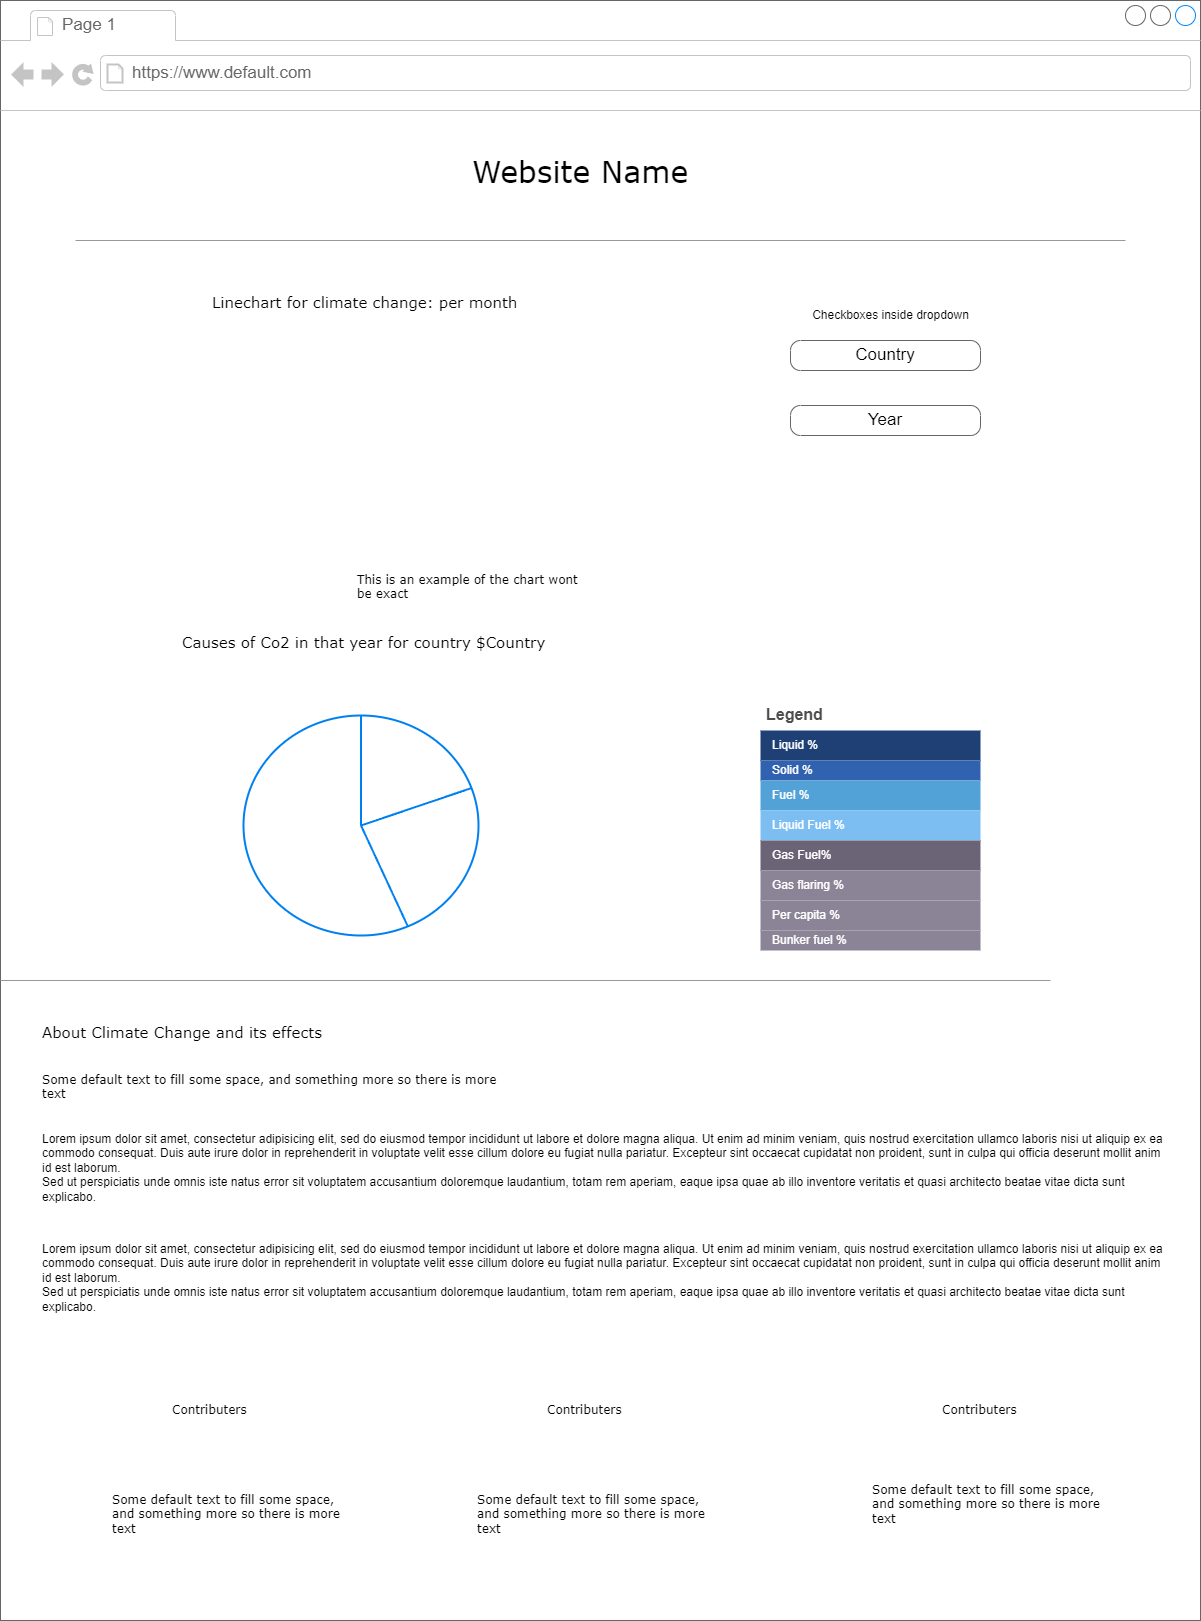 Page 1
https://www.default.com
Website Name
Linechart for climate change: per month
Checkboxes inside dropdown
Country
Year
This is an example of the chart wont
be exact
Causes of Co2 in that year for country $Country
Legend
Liquid %
Solid %
Fuel %
Liquid Fuel %
Gas Fuel%
Gas flaring %
Per capita %
Bunker fuel %
About Climate Change and its effects
Some default text to fill some space, and something more so there is more
text
Lorem ipsum dolor sit amet, consectetur adipisicing elit, sed do eiusmod tempor incididunt ut labore et dolore magna aliqua. Ut enim ad minim veniam, quis nostrud exercitation ullamco laboris nisi ut aliquip ex ea
commodo consequat. Duis aute irure dolor in reprehenderit in voluptate velit esse cillum dolore eu fugiat nulla pariatur. Excepteur sint occaecat cupidatat non proident, sunt in culpa qui officia deserunt mollit anim
id est laborum.
Sed ut perspiciatis unde omnis iste natus error sit voluptatem accusantium doloremque laudantium, totam rem aperiam, eaque ipsa quae ab illo inventore veritatis et quasi architecto beatae vitae dicta sunt
explicabo.
Lorem ipsum dolor sit amet, consectetur adipisicing elit, sed do eiusmod tempor incididunt ut labore et dolore magna aliqua. Ut enim ad minim veniam, quis nostrud exercitation ullamco laboris nisi ut aliquip ex ea
commodo consequat. Duis aute irure dolor in reprehenderit in voluptate velit esse cillum dolore eu fugiat nulla pariatur. Excepteur sint occaecat cupidatat non proident, sunt in culpa qui officia deserunt mollit anim
id est laborum.
Sed ut perspiciatis unde omnis iste natus error sit voluptatem accusantium doloremque laudantium, totam rem aperiam, eaque ipsa quae ab illo inventore veritatis et quasi architecto beatae vitae dicta sunt
explicabo.
Contributers
Some default text to fill some space,
and something more so there is more
text
Contributers
Some default text to fill some space,
and something more so there is more
text
Contributers
Some default text to fill some space,
and something more so there is more
text